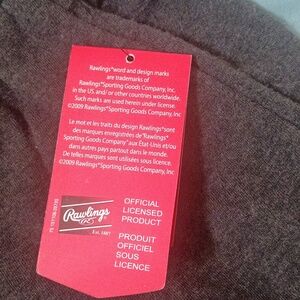 Rawlings® word and design marks
are trademarks of
Rawlings® Sporting Goods Company, Inc.
in the US. and/or other countries worldwide.
Such marks are used herein under license.
©2009 Rawlings® Sporting Goods Company, Inc.
Le mot et les traits du design Rawlings® sont
des marques enregistrées de "Rawlings®
Sporting Goods Company" aux État-Unis et/ou
dans autres pays partout dans le monde.
De telles marques sont utilisées sous licence.
©2009 Rawlings® Sporting Goods Company, Inc
Rawlings
Est. 1887
OFFICIAL
LICENSED
PRODUCT
PRODUIT
OFFICIEL
SOUS
LICENCE